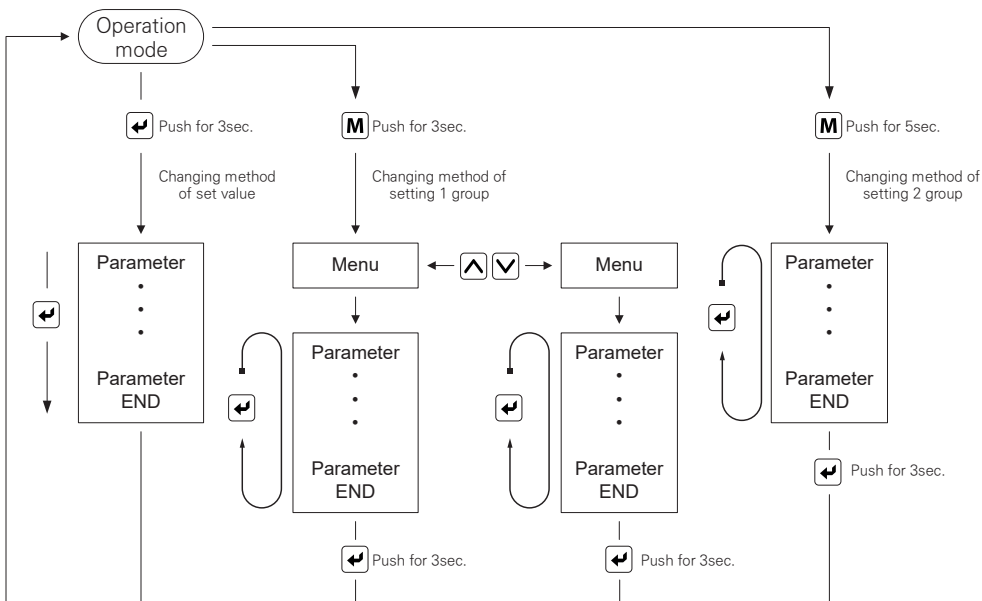 Operation
mode
Push for 3sec.
M Push for 3sec.
M Push for 5sec.
Changing method
of set value
Changing method of
setting 1 group
Changing method of
setting 2 group
Parameter
Parameter
END
Menu
Menu
Parameter
Parameter
END
Parameter
Parameter
END
Parameter
Parameter
END
Push for 3sec.
Push for 3sec.
Push for 3sec.